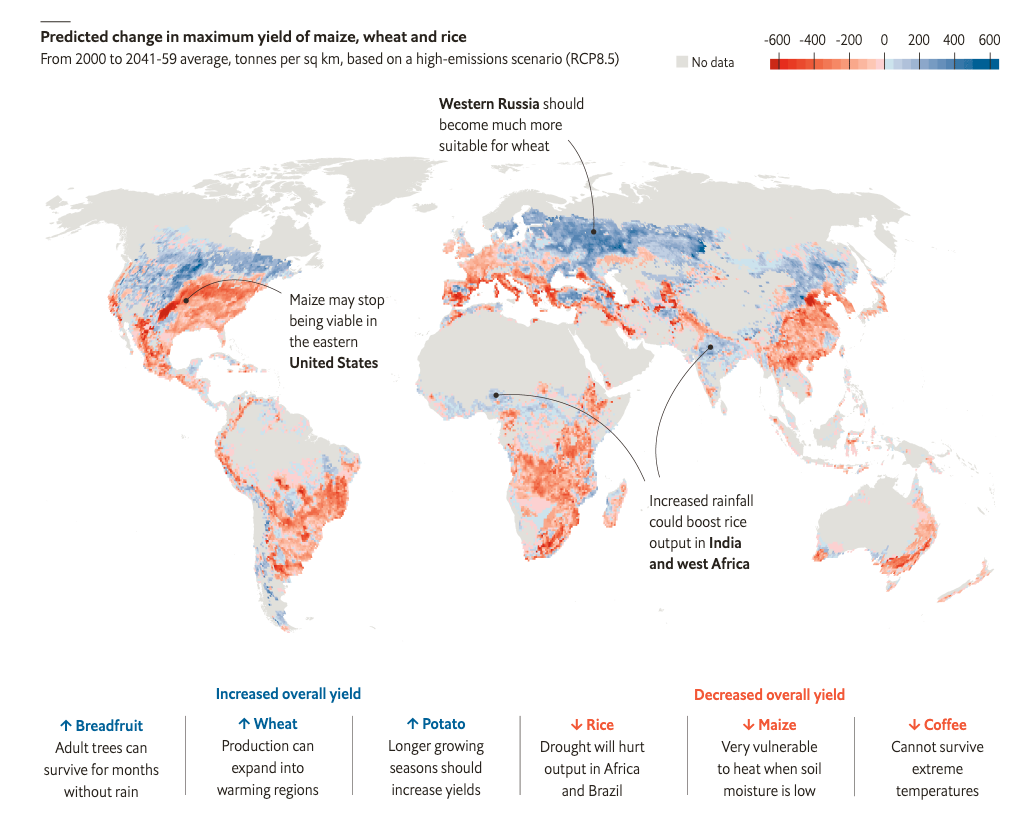 Predicted change in maximum yield of maize, wheat and rice
From 2000 to 2041-59 average, tonnes per sq km, based on a high-emissions scenario (RCP8.5)
No data
-600 -400 -200 0 200 400 600
Western Russia should
become much more
suitable for wheat
Maize may stop
being viable in
the eastern
United States
Increased rainfall
could boost rice
output in India
and west Africa
Increased overall yield
↑ Breadfruit
Adult trees can
survive for months
without rain
↑ Wheat
Production can
expand into
warming regions
↑ Potato
Longer growing
seasons should
increase yields
Decreased overall yield
↓ Rice
Drought will hurt
output in Africa
and Brazil
↓ Maize
Very vulnerable
to heat when soil
moisture is low
↓ Coffee
Cannot survive
extreme
temperatures